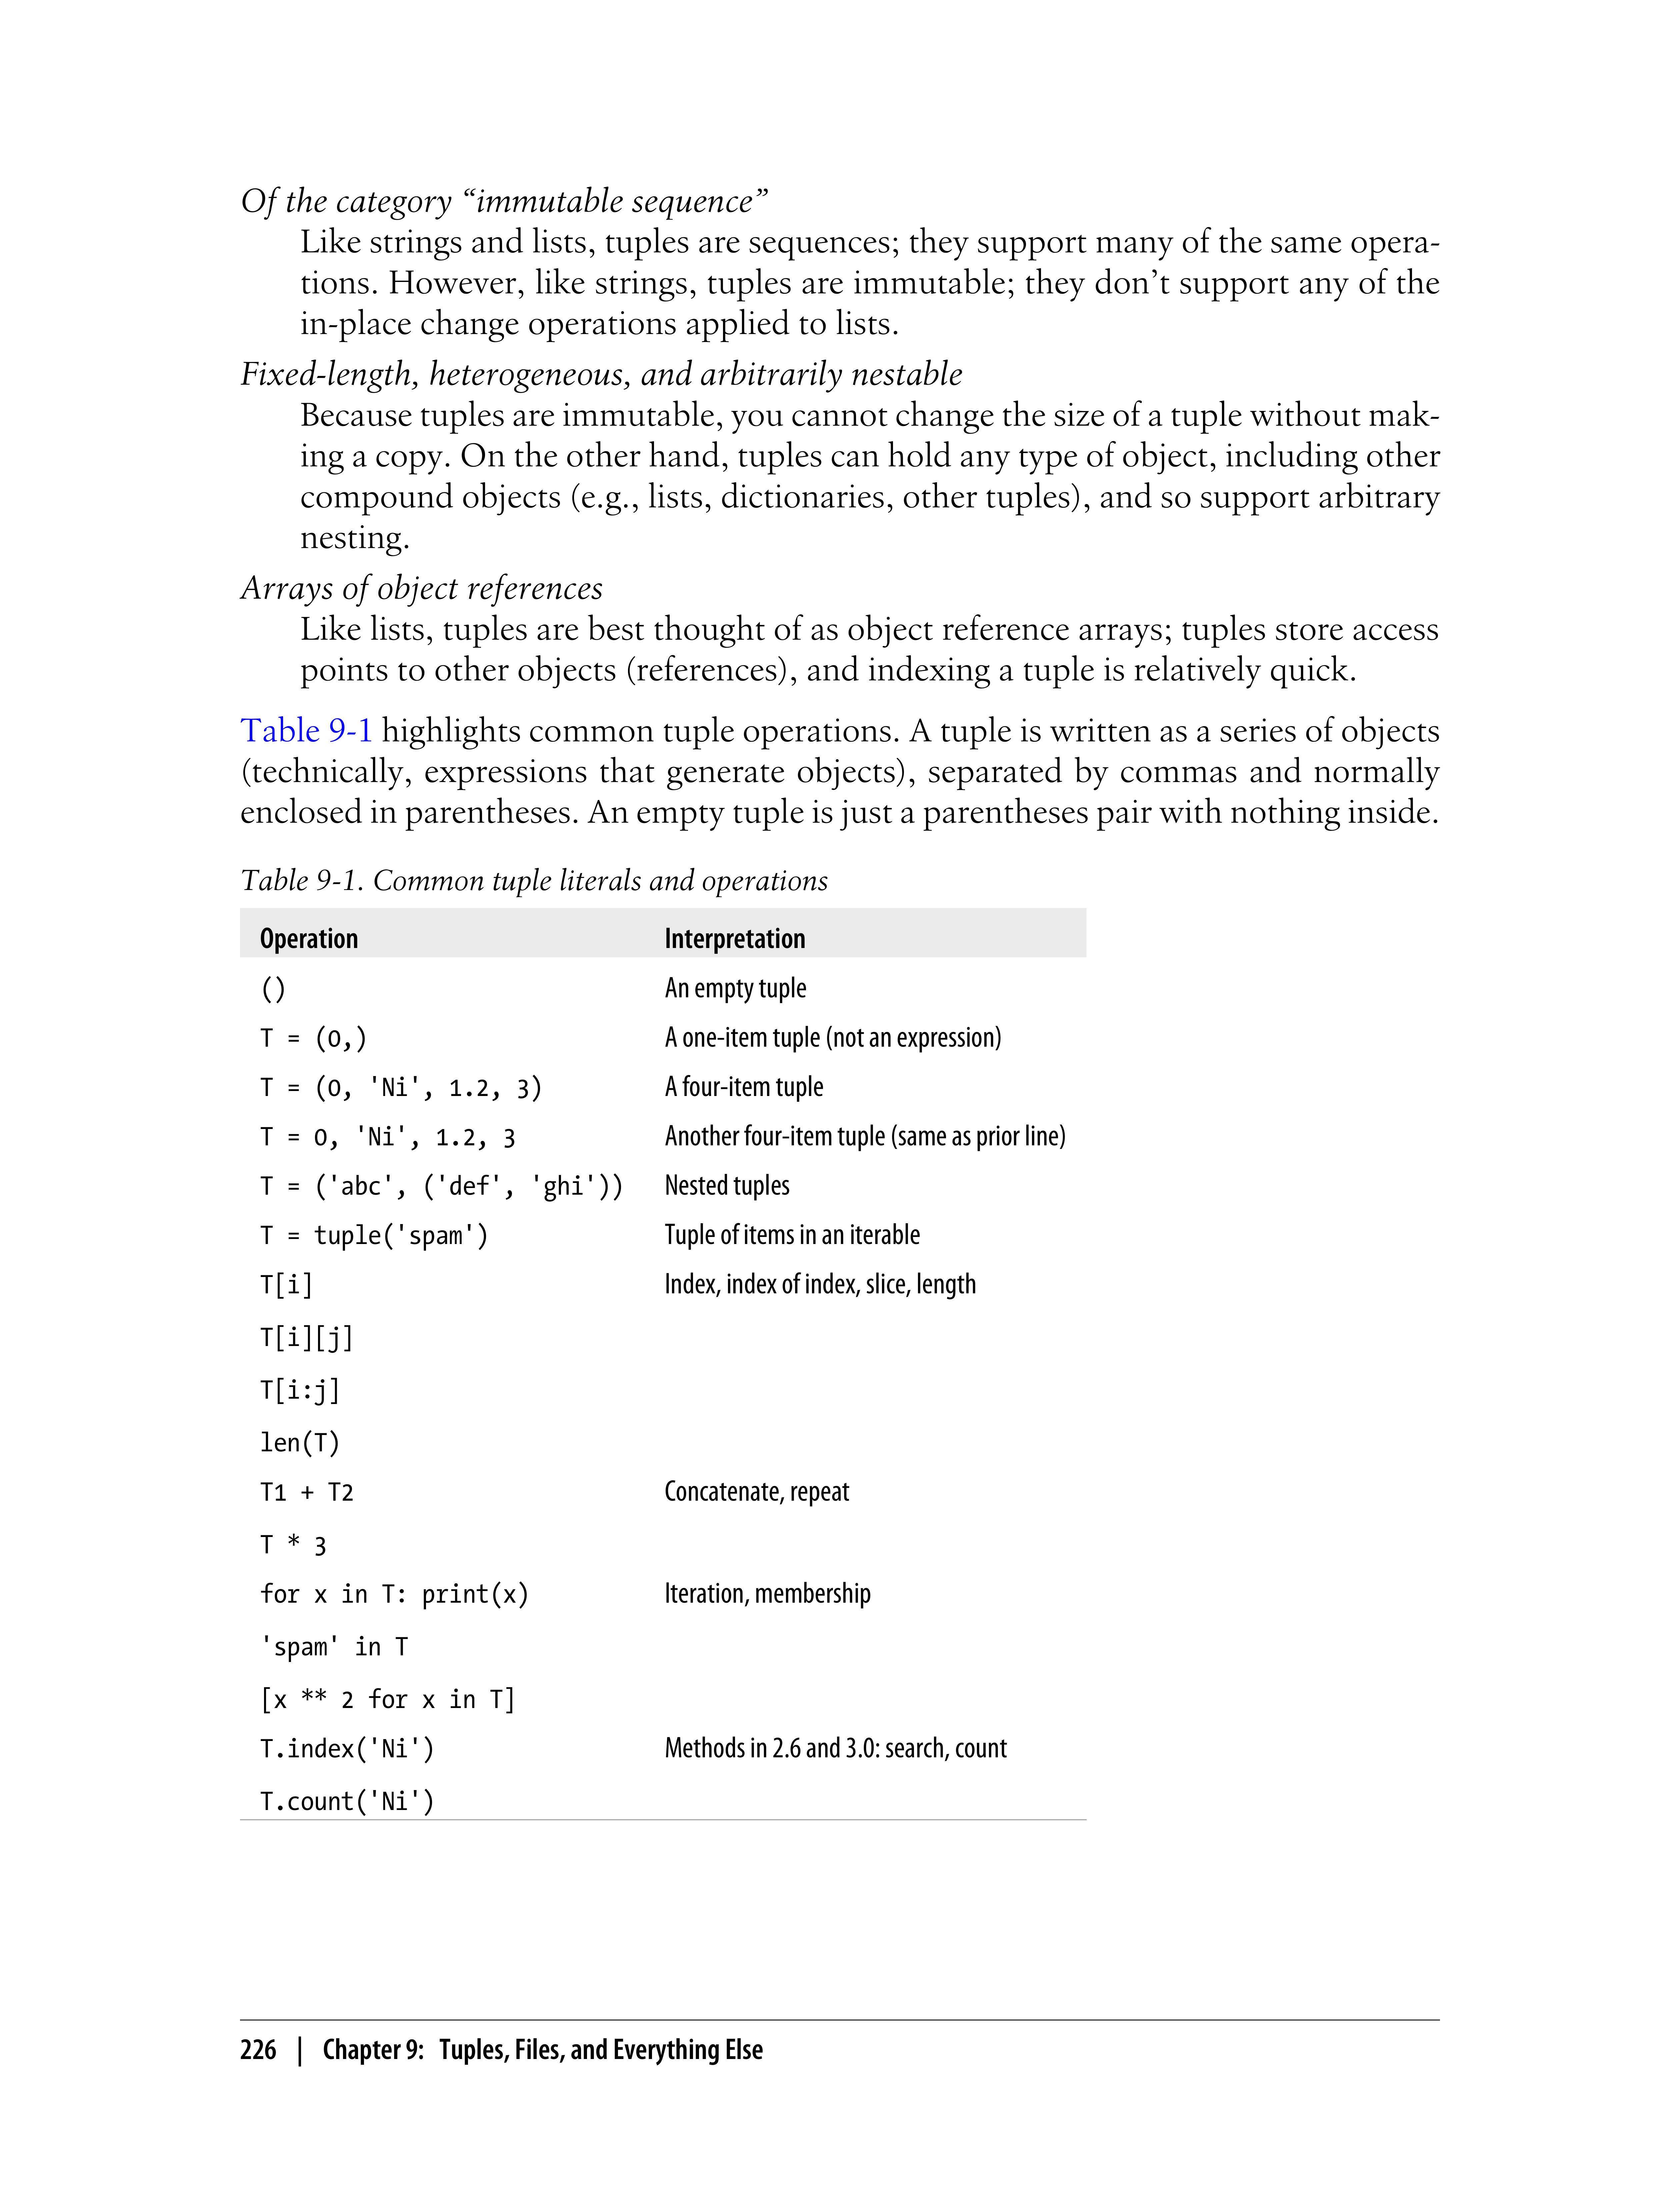 Of the category “immutable sequence”
Like strings and lists, tuples are sequences; they support many of the same opera-
tions. However, like strings, tuples are immutable; they don’t support any of the
in-place change operations applied to lists.
Fixed-length, heterogeneous, and arbitrarily nestable
Because tuples are immutable, you cannot change the size of a tuple without mak-
ing a copy. On the other hand, tuples can hold any type of object, including other
compound objects (e.g., lists, dictionaries, other tuples), and so support arbitrary
nesting.
Arrays of object references
Like lists, tuples are best thought of as object reference arrays; tuples store access
points to other objects (references), and indexing a tuple is relatively quick.
Table 9-1 highlights common tuple operations. A tuple is written as a series of objects
(technically, expressions that generate objects), separated by commas and normally
enclosed in parentheses. An empty tuple is just a parentheses pair with nothing inside.
Table 9-1. Common tuple literals and operations
Operation Interpretation
() An empty tuple
T = (0,) A one-item tuple (not an expression)
T = (0, 'Ni', 1.2, 3) A four-item tuple
T = 0, 'Ni', 1.2, 3 Another four-item tuple (same as prior line)
T = ('abc', ('def', 'ghi')) Nested tuples
T = tuple('spam') Tuple of items in an iterable
T[i] Index, index of index, slice, length
T[i][j]
T[i:j]
len(T)
T1 + T2 Concatenate, repeat
T * 3
for x in T: print(x) Iteration, membership
'spam' in T
[x ** 2 for x in T]
T.index('Ni') Methods in 2.6 and 3.0: search, count
T.count('Ni')
226 | Chapter 9: Tuples, Files, and Everything Else